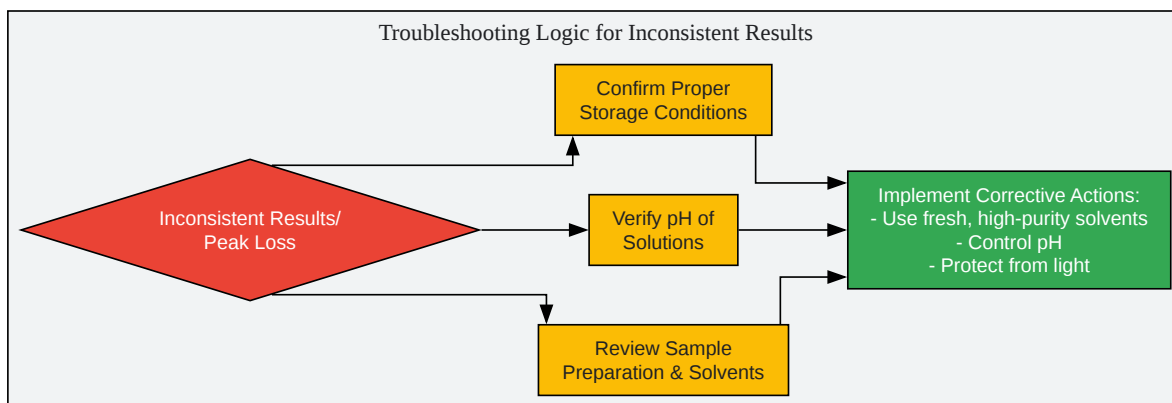 Troubleshooting Logic for Inconsistent Results
Confirm Proper
Storage Conditions
Inconsistent Results/
Peak Loss
Verify pH of
Solutions
Implement Corrective Actions:
- Use fresh, high-purity solvents
- Control pH
- Protect from light
Review Sample
Preparation & Solvents